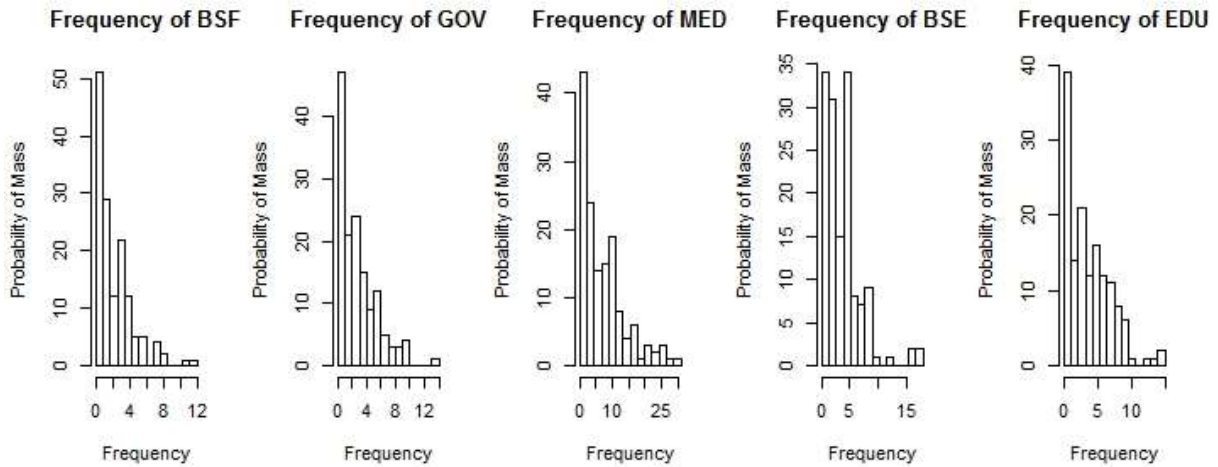 Frequency of BSF
Probability of Mass
50
40
30
20
10
0
0 4 8 12
Frequency
Frequency of GOV
Probability of Mass
40
30
20
10
0
0 4 8 12
Frequency
Frequency of MED
Probability of Mass
40
30
20
10
0
0 10 25
Frequency
Frequency of BSE
Probability of Mass
35
30
25
20
15
10
5
0
0 5 15
Frequency
Frequency of EDU
Probability of Mass
40
30
20
10
0
0 5 10
Frequency